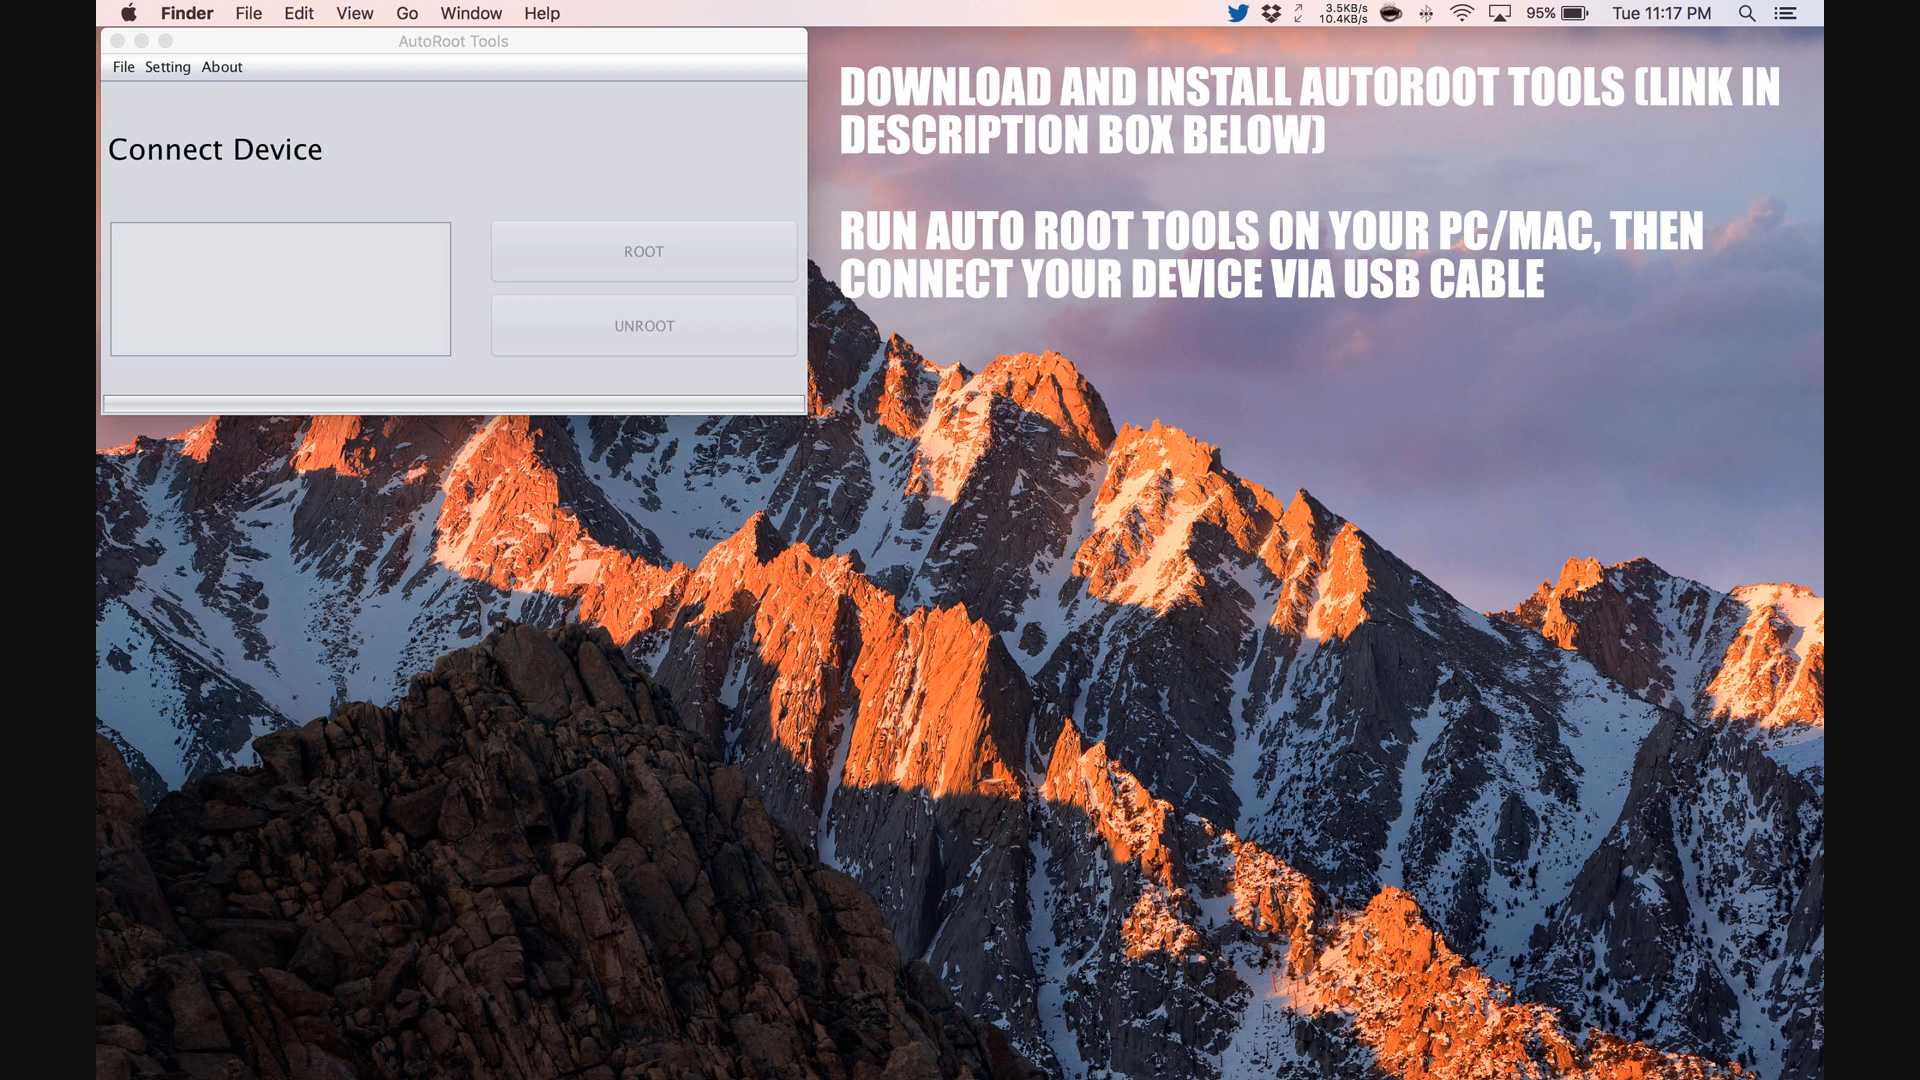 Finder File Edit View Go Window Help 3.5KB/s 10.4KB/s 95% Tue 11:17 PM
AutoRoot Tools
File Setting About
Connect Device
ROOT
UNROOT
DOWNLOAD AND INSTALL AUTOROOT TOOLS (LINK IN
DESCRIPTION BOX BELOW)
RUN AUTO ROOT TOOLS ON YOUR PC/MAC, THEN
CONNECT YOUR DEVICE VIA USB CABLE